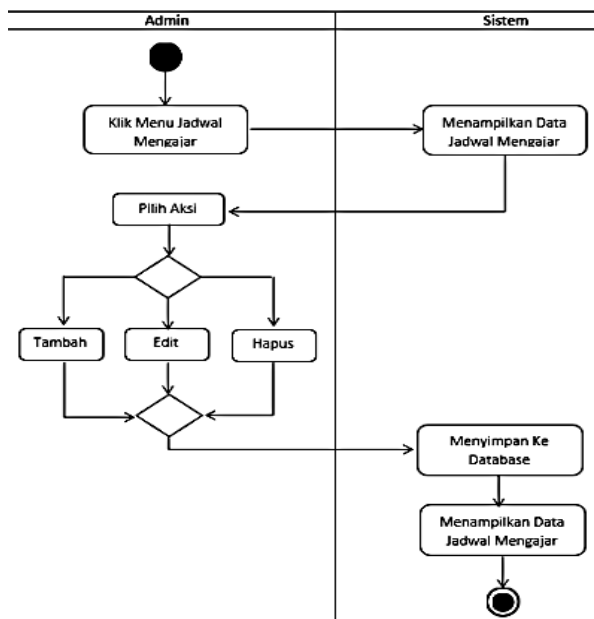 Admin
Sistem
Klik Menu Jadwal
Mengajar
Menampilkan Data
Jadwal Mengajar
Pilih Aksi
Tambah
Edit
Hapus
Menyimpan Ke
Database
Menampilkan Data
Jadwal Mengajar